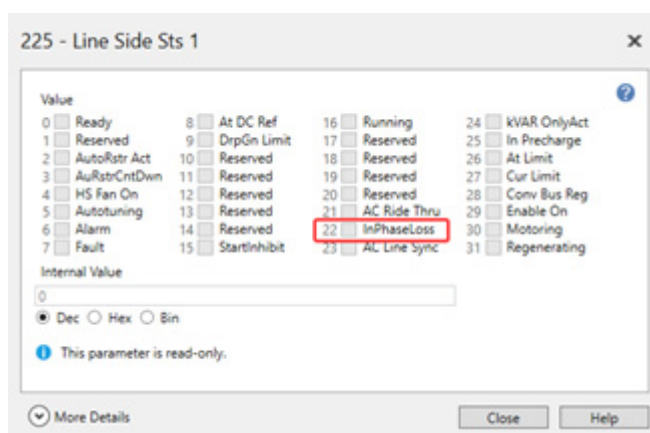 225 - Line Side Sts 1
Value
0 Ready 8 At DC Ref 16 Running 24 kVAR OnlyAct
1 Reserved 9 DrpGn Limit 17 Reserved 25 In Precharge
2 AutoRstr Act 10 Reserved 18 Reserved 26 At Limit
3 AuRstrCntDwn 11 Reserved 19 Reserved 27 Cur Limit
4 HS Fan On 12 Reserved 20 Reserved 28 Conv Bus Reg
5 Autotuning 13 Reserved 21 AC Ride Thru 29 Enable On
6 Alarm 14 Reserved 22 InPhaseLoss 30 Motoring
7 Fault 15 StartInhibit 23 AC Line Sync 31 Regenerating
Internal Value
0
Dec Hex Bin
This parameter is read-only.
More Details Close Help